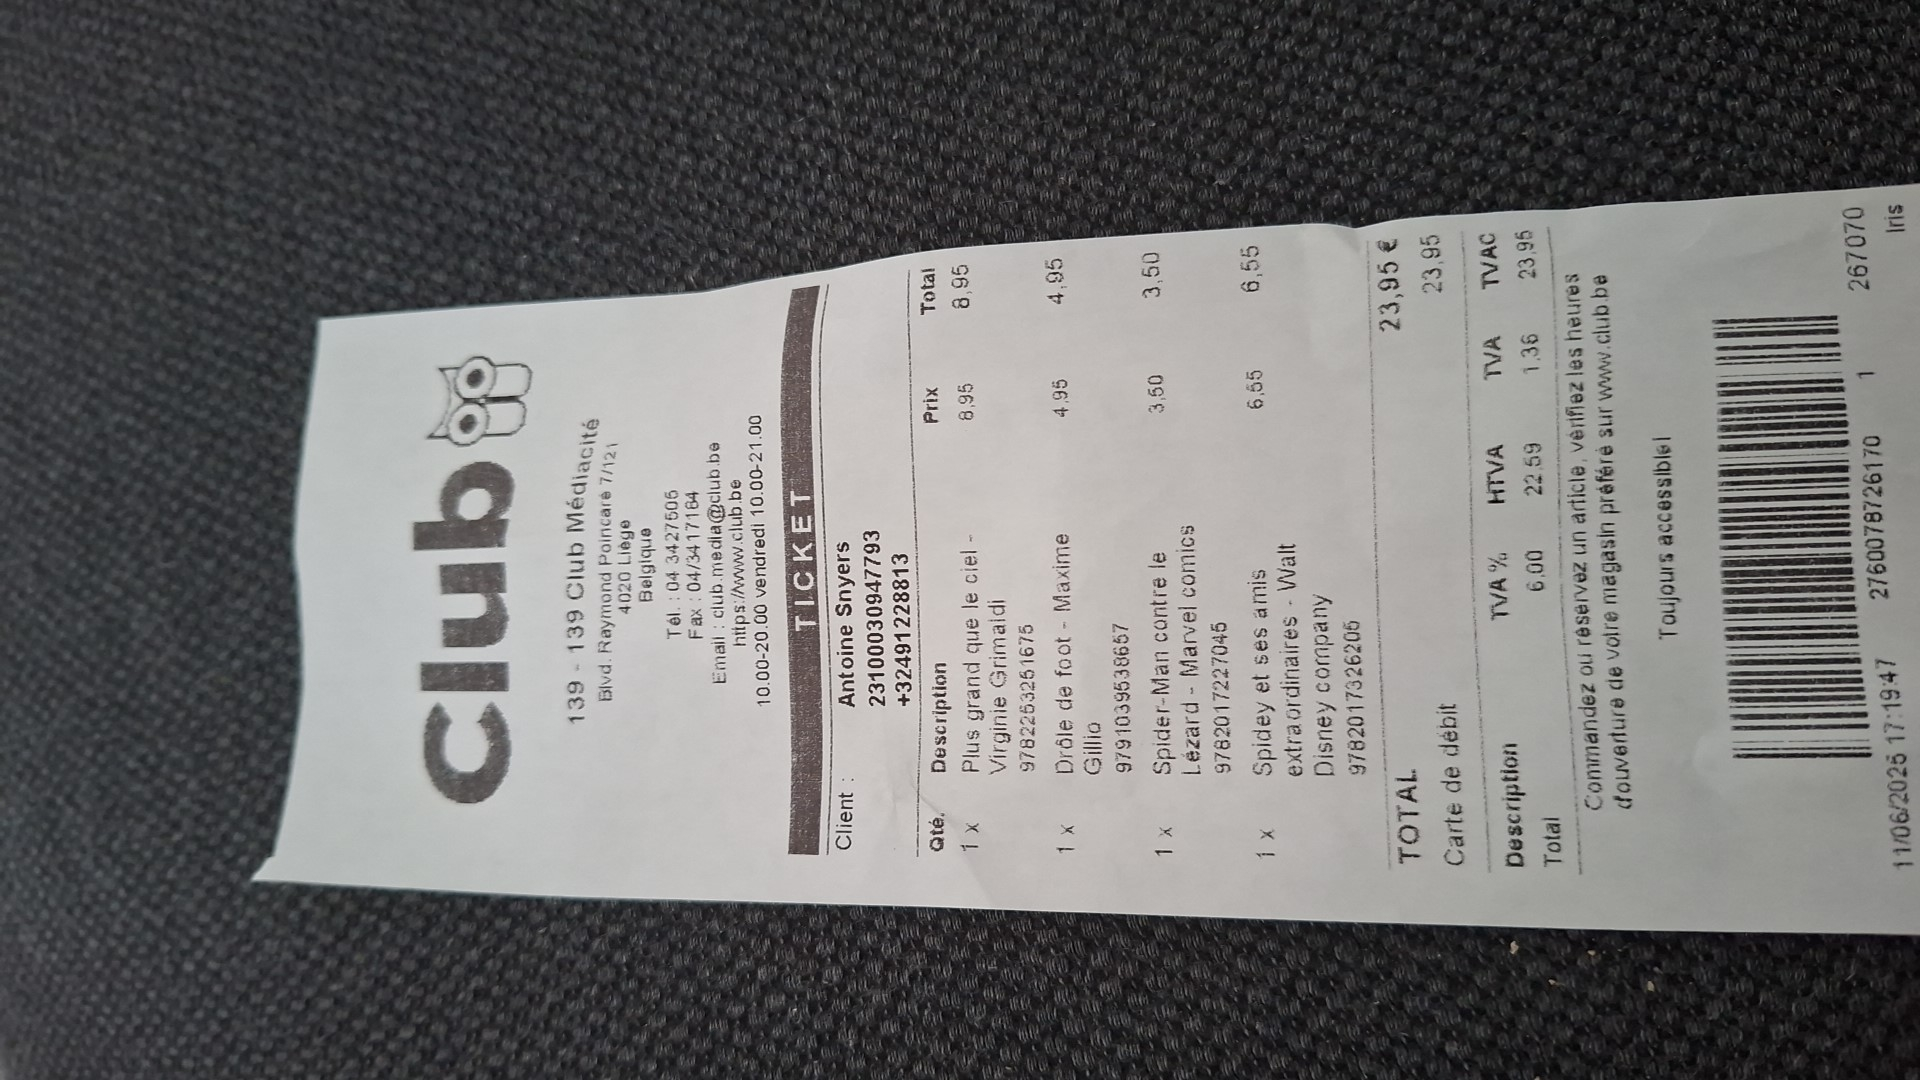 Club
139 - 139 Club Médiacité
Blvd. Raymond Poincaré 7/121
4020 Liège
Belgique
Tél. : 04 3427505
Fax : 04/3417164
Email : club.media@club.be
https://www.club.be
10.00-20.00 vendredi 10.00-21.00
TICKET
Client : Antoine Snyers
23100030947793
+32491228813
Qté. Description Prix Total
1 x Plus grand que le ciel - 8,95 8,95
Virginie Grimaldi
9782253251675
1 x Drôle de foot - Maxime 4,95 4,95
Gillio
9791039538657
1 x Spider-Man contre le 3,50 3,50
Lézard - Marvel comics
9782017227045
1 x Spidey et ses amis 6,55 6,55
extraordinaires - Walt
Disney company
9782017326205
TOTAL 23,95 €
Carte de débit 23,95
Description TVA % HTVA TVA TVAC
Total 6,00 22,59 1,36 23,95
Commandez ou réservez un article, vérifiez les heures
d'ouverture de votre magasin préféré sur www.club.be
Toujours accessible!
11/06/2025 17:19:47 2760078726170 1 267070
Iris